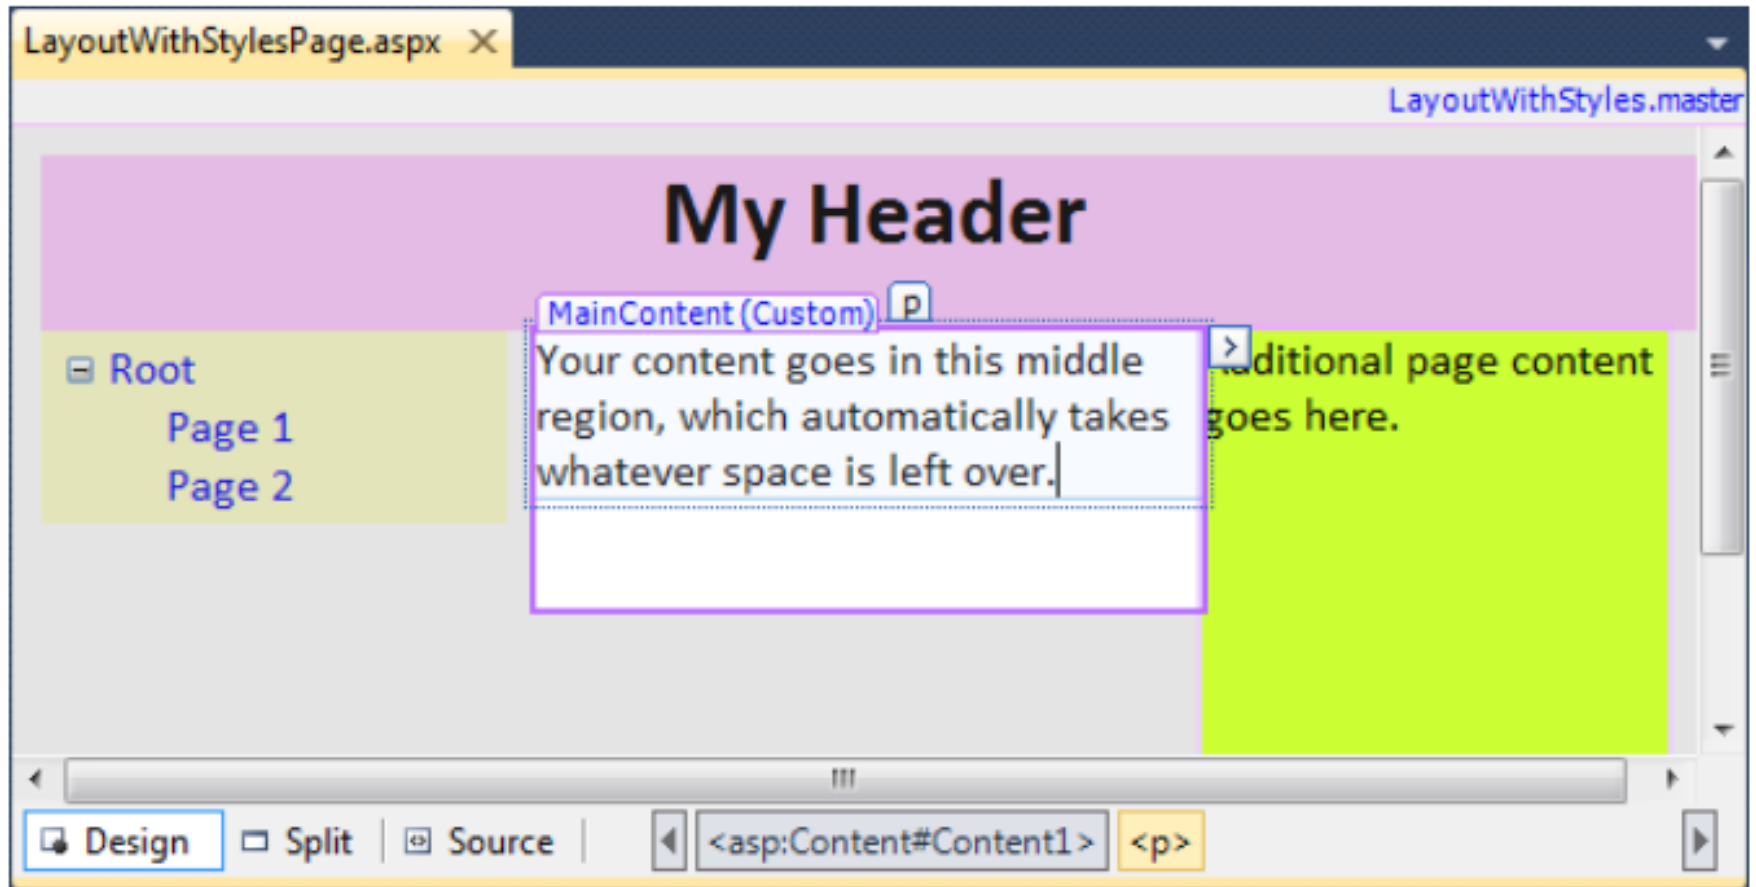 LayoutWithStylesPage.aspx
LayoutWithStyles.master
My Header
MainContent (Custom)
p
Root
Page 1
Page 2
Your content goes in this middle
region, which automatically takes
whatever space is left over.
>
page content
goes here.
Design
Split
Source
<asp:Content#Content1>
<p>